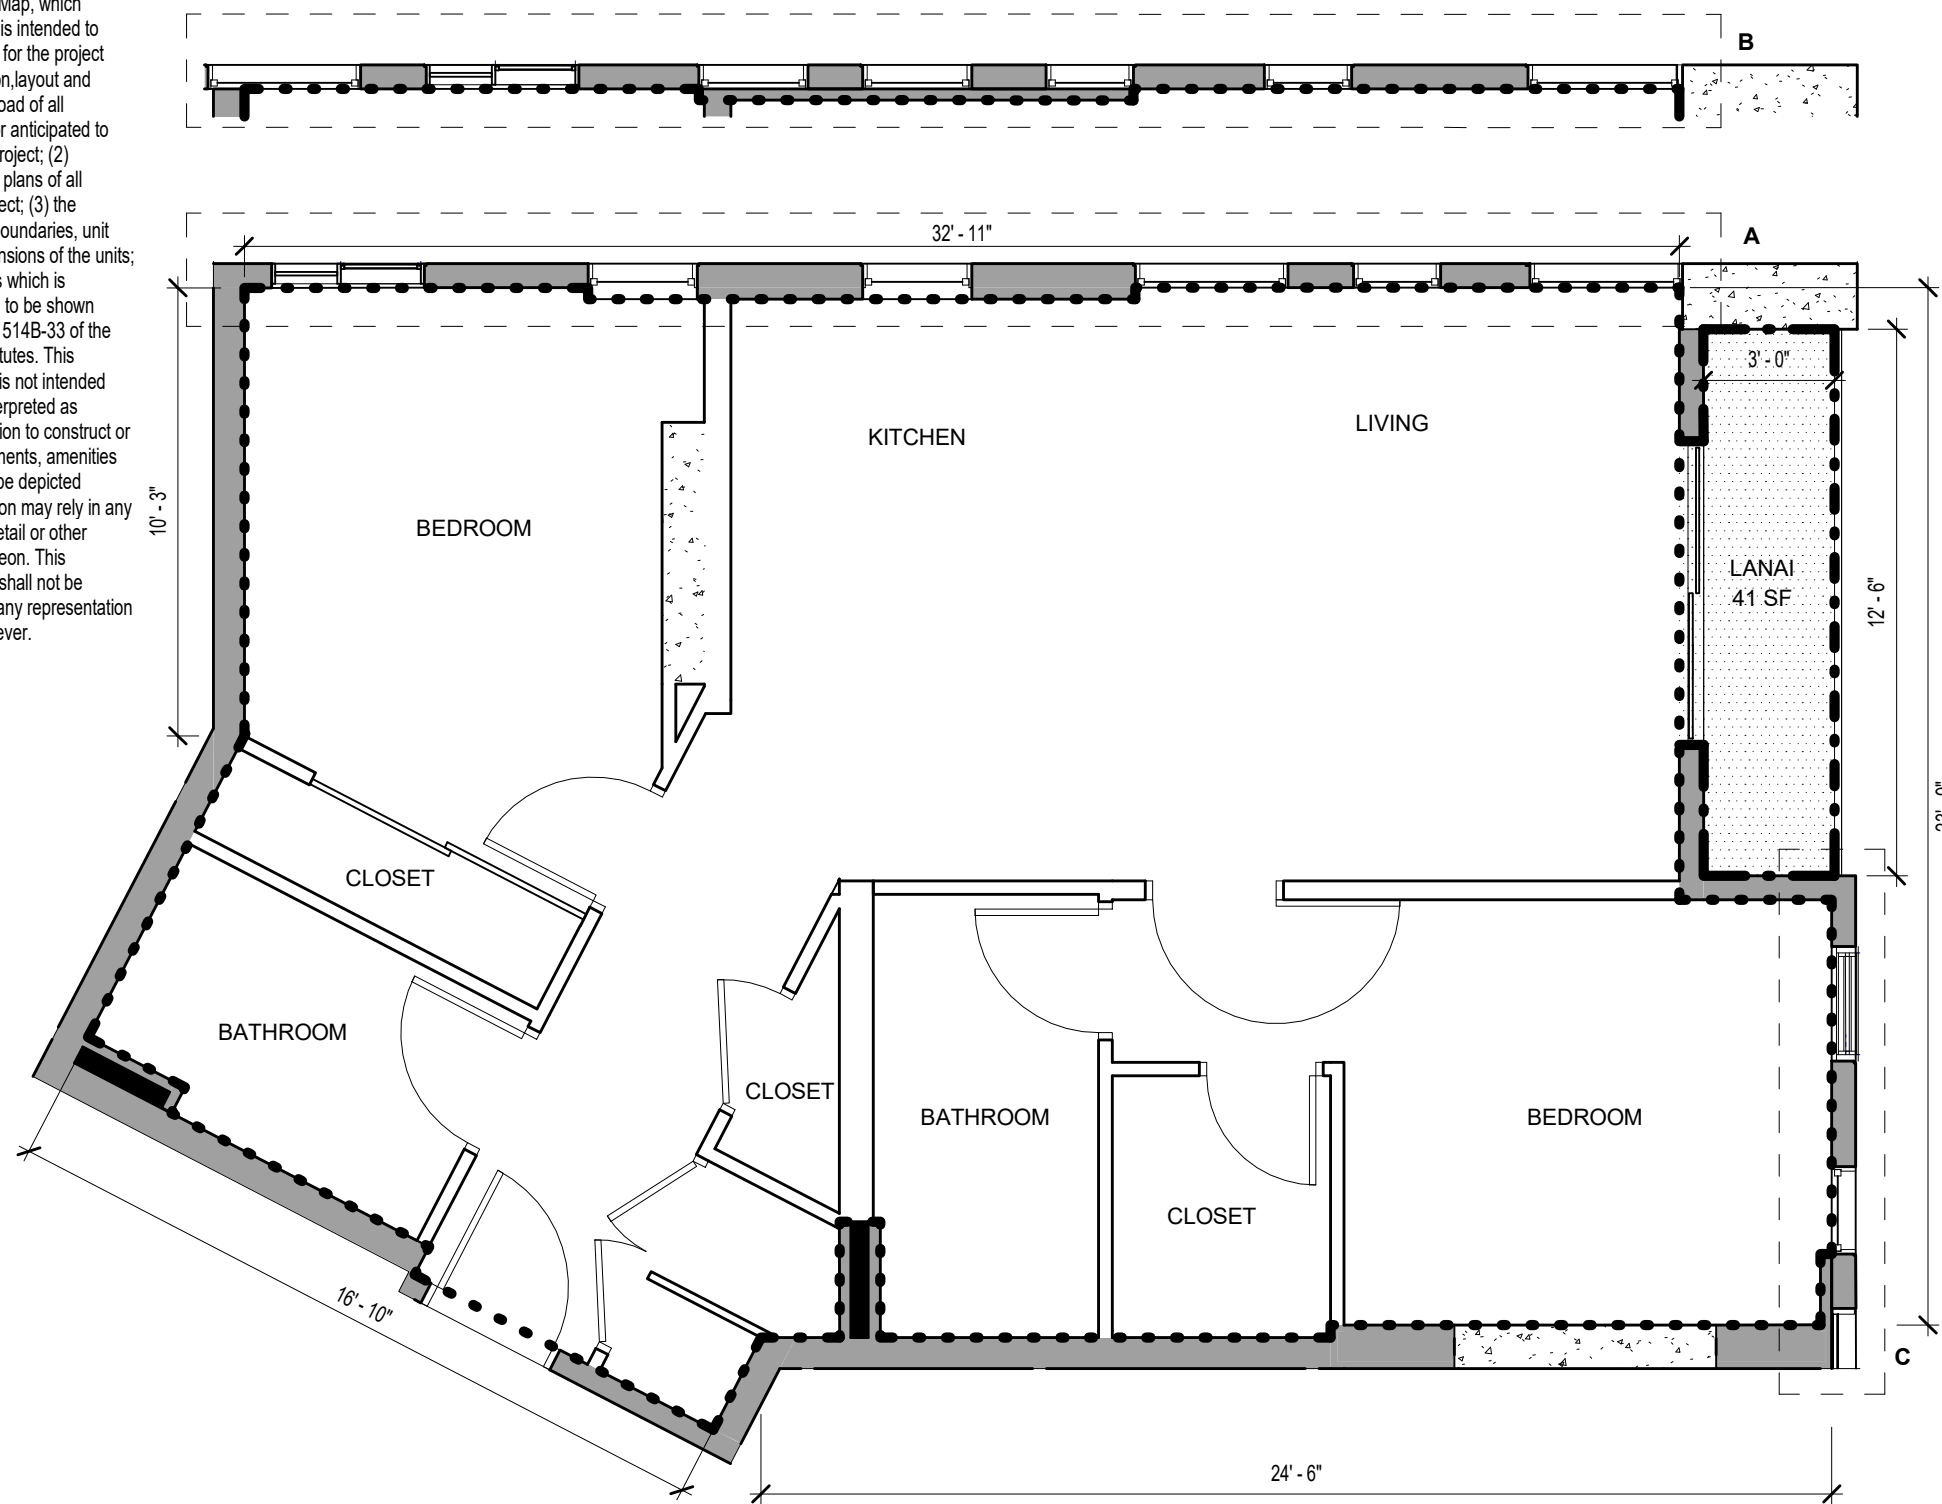 Map, which
is intended to
for the project
on,layout and
oad of all
or anticipated to
roject; (2)
plans of all
ect; (3) the
oundaries, unit
nsions of the units;
s which is
to be shown
514B-33 of the
tutes. This
is not intended
erpreted as
tion to construct or
ments, amenities
be depicted
on may rely in any
etail or other
eon. This
shall not be
any representation
ever.
B
A
32' - 11"
3' - 0"
KITCHEN
LIVING
10' - 3"
BEDROOM
LANAI
41 SF
12' - 6"
CLOSET
BATHROOM
CLOSET
BATHROOM
BEDROOM
CLOSET
16' - 10"
C
24' - 6"